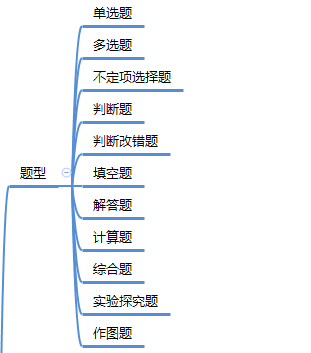 单选题
多选题
不定项选择题
判断题
判断改错题
题型
填空题
解答题
计算题
综合题
实验探究题
作图题